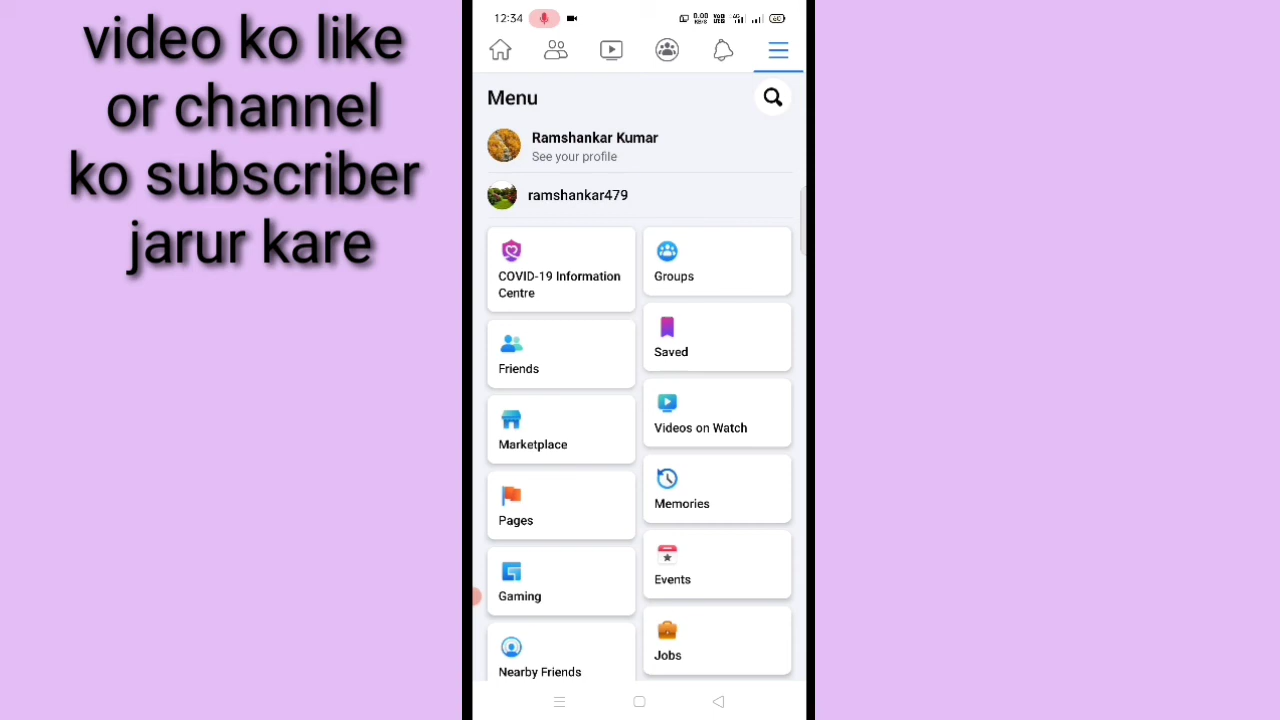 video ko like
or channel
ko subscriber
jarur kare
12:34
Menu
Ramshankar Kumar
See your profile
ramshankar479
COVID-19 Information
Centre
Friends
Marketplace
Pages
Gaming
Nearby Friends
Groups
Saved
Videos on Watch
Memories
Events
Jobs